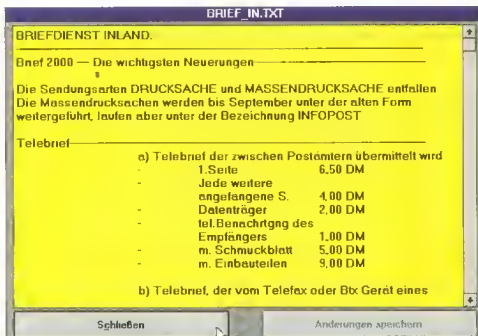 BRIEF_IN.TXT
BRIEFDIENST INLAND.
Brief 2000 — Die wichtigsten Neuerungen
Die Sendungsarten DRUCKSACHE und MASSENDRUCKSACHE entfallen
Die Massendrucksachen werden bis September unter der alten Form
weitergeführt, laufen aber unter der Bezeichnung INFOPOST
Telebrief
a) Telebrief der zwischen Postämtern übermittelt wird
- 1.Seite 6,50 DM
- Jede weitere
angefangene S. 4,00 DM
- Datenträger 2,00 DM
- tel.Benachrtgng des
Empfängers 1,00 DM
- m. Schmuckblatt 5,00 DM
- m. Einbauteilen 9,00 DM
b) Telebrief, der vom Telefax oder Btx Gerät eines
Schließen Änderungen speichern